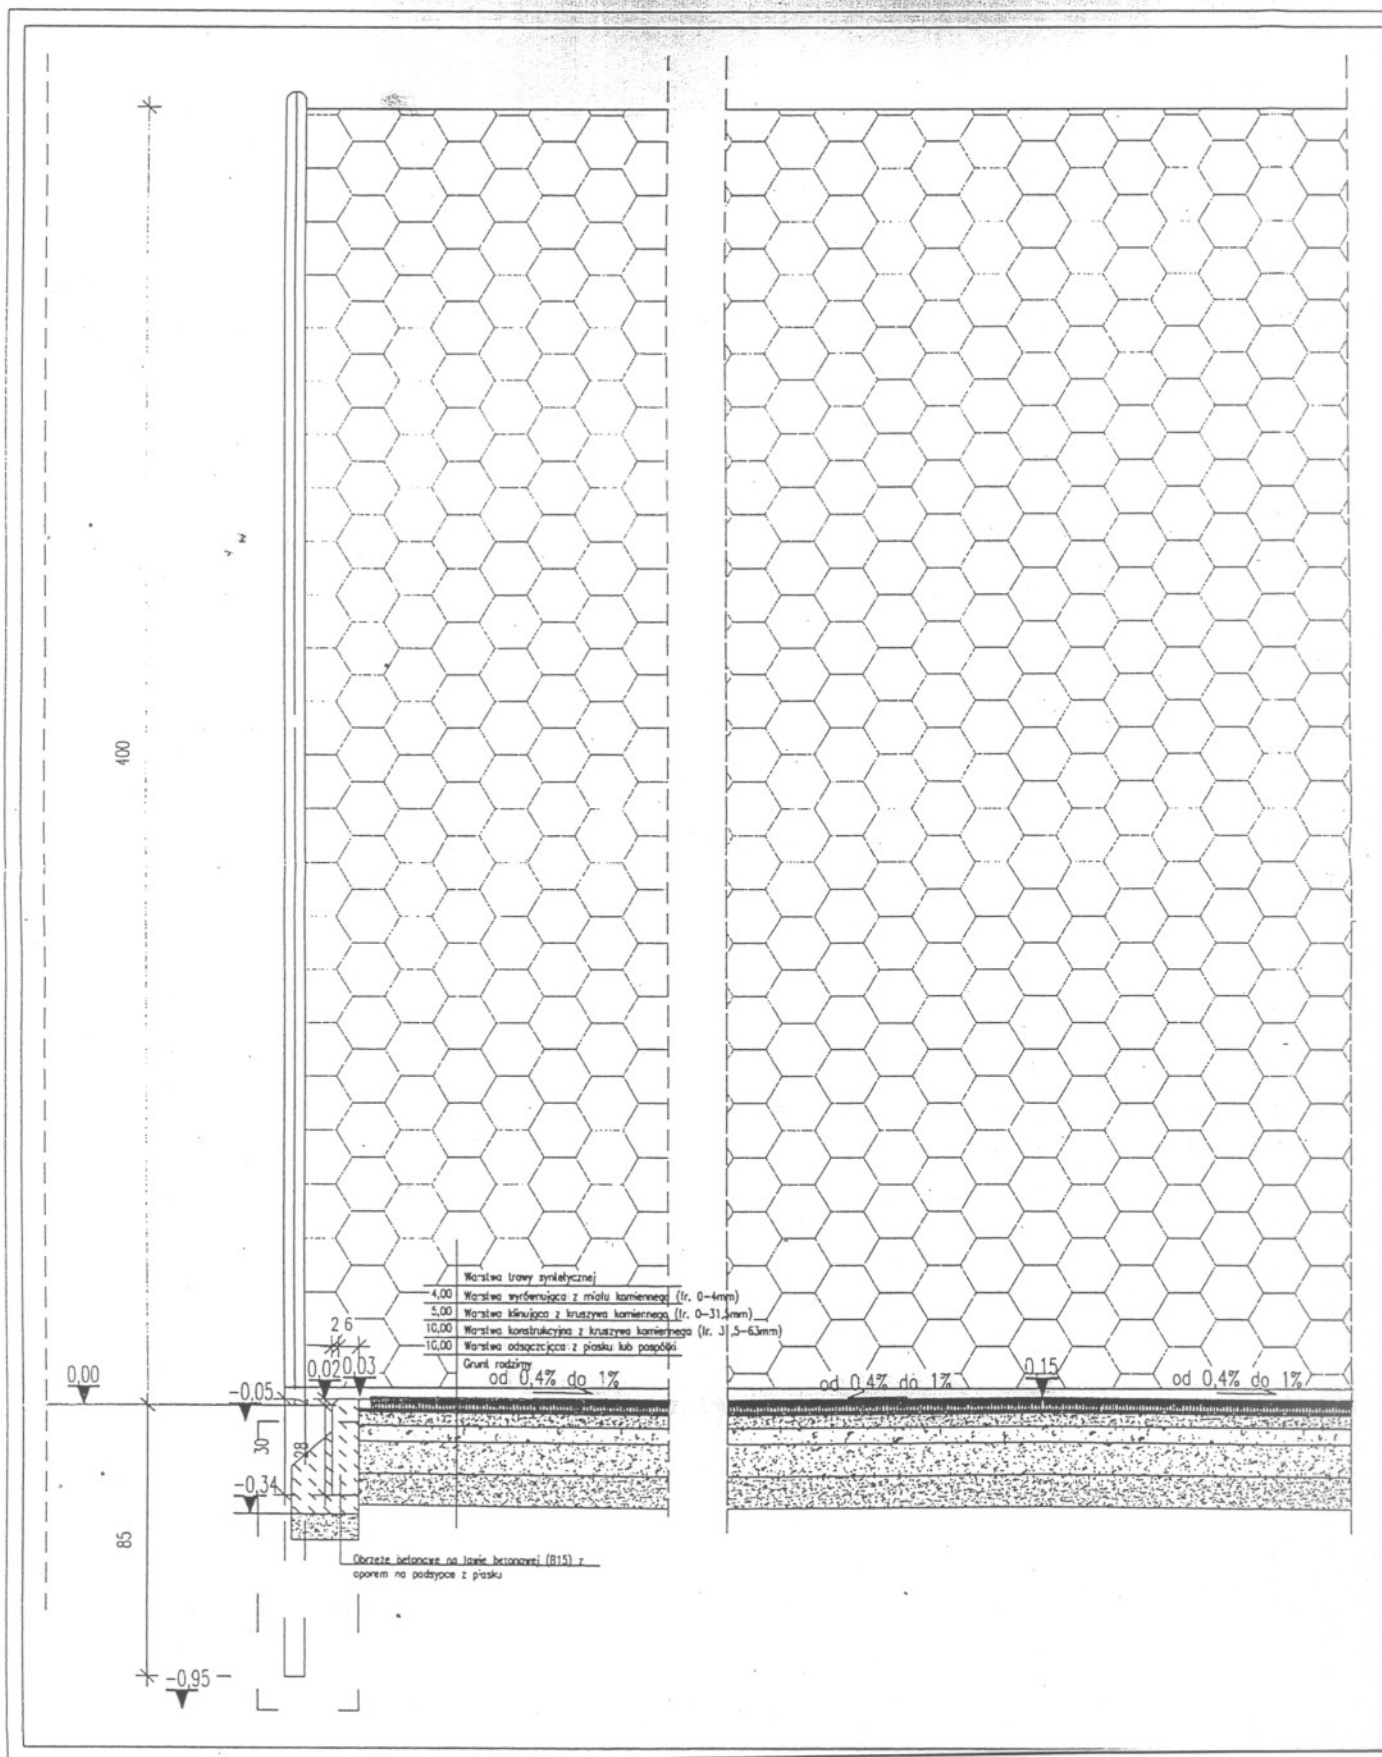 400
Warstwa trawy syntetycznej
4,00 Warstwa wyrównująca z miału kamiennego (fr. 0-4mm)
5,00 Warstwa klinująca z kruszywa kamiennego (fr. 0-31,5mm)
10,00 Warstwa konstrukcyjna z kruszywa kamiennego (fr. 31,5-63mm)
10,00 Warstwa odsączająca z piasku lub pospółki
Grunt rodzimy
2 6
0,02 0,03
0,00
-0,05
od 0,4% do 1%
od 0,4% do 1%
0,15
od 0,4% do 1%
30
28
-0,34
85
Obrzeże betonowe na ławie betonowej (B15) z
oporem na podsypce z piasku
-0,95